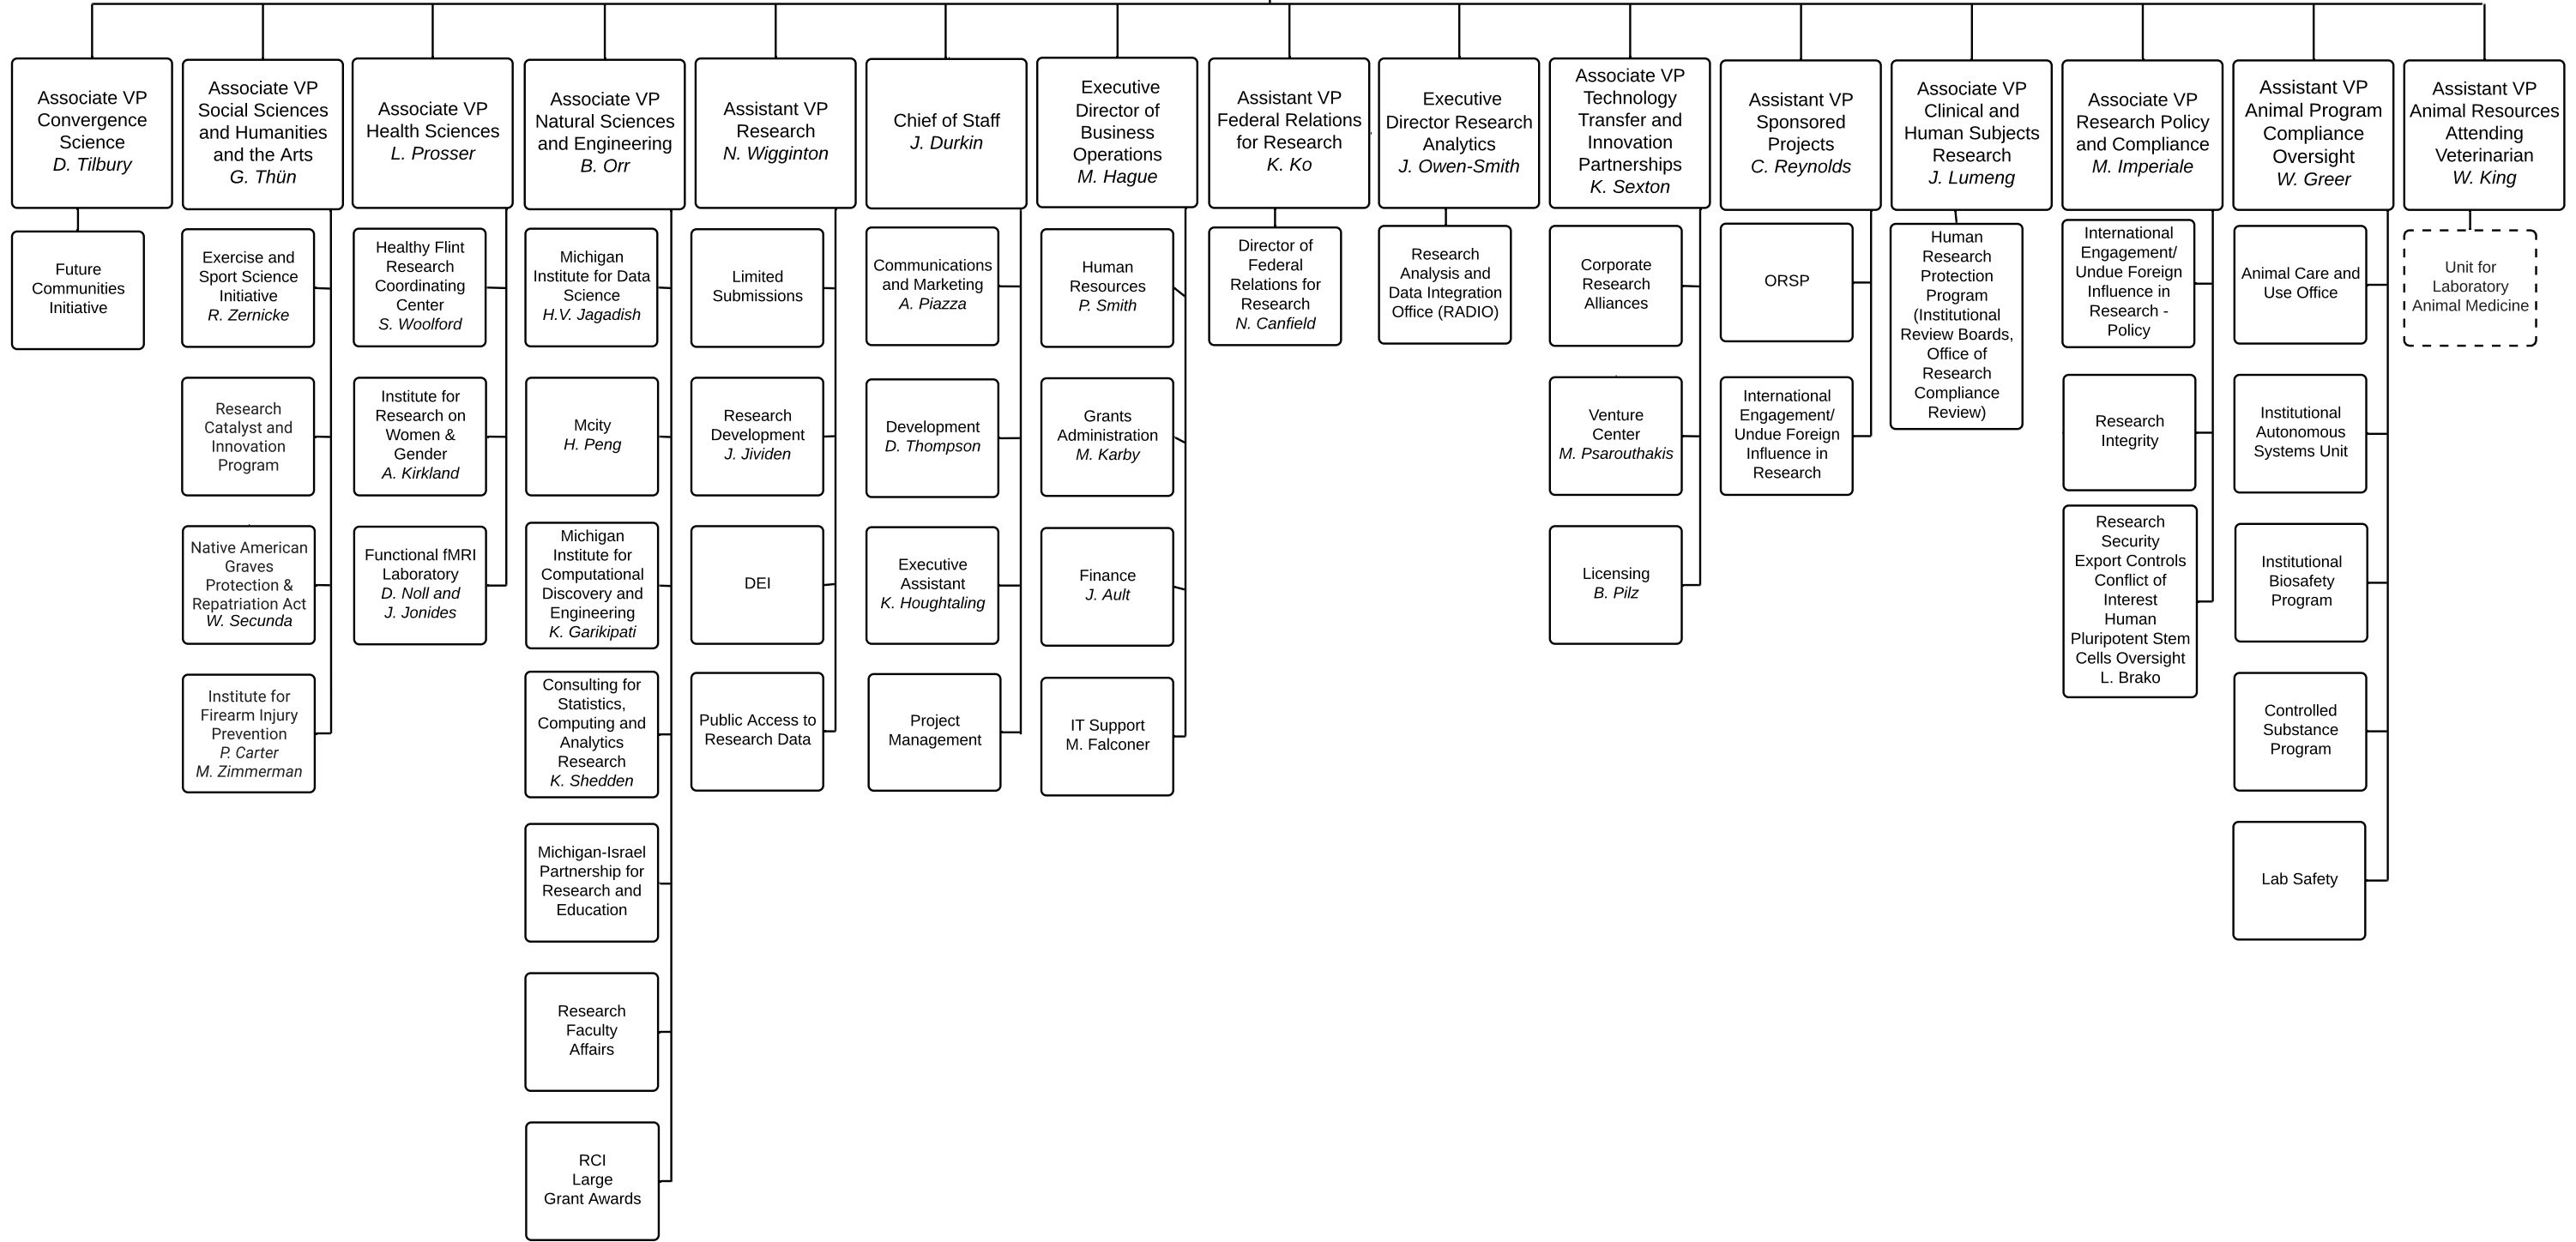 Associate VP
Convergence
Science
D. Tilbury
Future
Communities
Initiative
Associate VP
Social Sciences
and Humanities
and the Arts
G. Thün
Exercise and
Sport Science
Initiative
R. Zernicke
Research
Catalyst and
Innovation
Program
Native American
Graves
Protection &
Repatriation Act
W. Secunda
Institute for
Firearm Injury
Prevention
P. Carter
M. Zimmerman
Associate VP
Health Sciences
L. Prosser
Healthy Flint
Research
Coordinating
Center
S. Woolford
Institute for
Research on
Women &
Gender
A. Kirkland
Functional fMRI
Laboratory
D. Noll and
J. Jonides
Associate VP
Natural Sciences
and Engineering
B. Orr
Michigan
Institute for Data
Science
H.V. Jagadish
Mcity
H. Peng
Michigan
Institute for
Computational
Discovery and
Engineering
K. Garikipati
Consulting for
Statistics,
Computing and
Analytics
Research
K. Shedden
Michigan-Israel
Partnership for
Research and
Education
Research
Faculty
Affairs
RCI
Large
Grant Awards
Assistant VP
Research
N. Wigginton
Limited
Submissions
Research
Development
J. Jividen
DEI
Public Access to
Research Data
Chief of Staff
J. Durkin
Communications
and Marketing
A. Piazza
Development
D. Thompson
Executive
Assistant
K. Houghtaling
Project
Management
Executive
Director of
Business
Operations
M. Hague
Human
Resources
P. Smith
Grants
Administration
M. Karby
Finance
J. Ault
IT Support
M. Falconer
Assistant VP
Federal Relations
for Research
K. Ko
Director of
Federal
Relations for
Research
N. Canfield
Executive
Director Research
Analytics
J. Owen-Smith
Research
Analysis and
Data Integration
Office (RADIO)
Associate VP
Technology
Transfer and
Innovation
Partnerships
K. Sexton
Corporate
Research
Alliances
Venture
Center
M. Psarouthakis
Licensing
B. Pilz
Assistant VP
Sponsored
Projects
C. Reynolds
ORSP
International
Engagement/
Undue Foreign
Influence in
Research
Associate VP
Clinical and
Human Subjects
Research
J. Lumeng
Human
Research
Protection
Program
(Institutional
Review Boards,
Office of
Research
Compliance
Review)
Associate VP
Research Policy
and Compliance
M. Imperiale
International
Engagement/
Undue Foreign
Influence in
Research -
Policy
Research
Integrity
Research
Security
Export Controls
Conflict of
Interest
Human
Pluripotent Stem
Cells Oversight
L. Brako
Assistant VP
Animal Program
Compliance
Oversight
W. Greer
Animal Care and
Use Office
Institutional
Autonomous
Systems Unit
Institutional
Biosafety
Program
Controlled
Substance
Program
Lab Safety
Assistant VP
Animal Resources
Attending
Veterinarian
W. King
Unit for
Laboratory
Animal Medicine